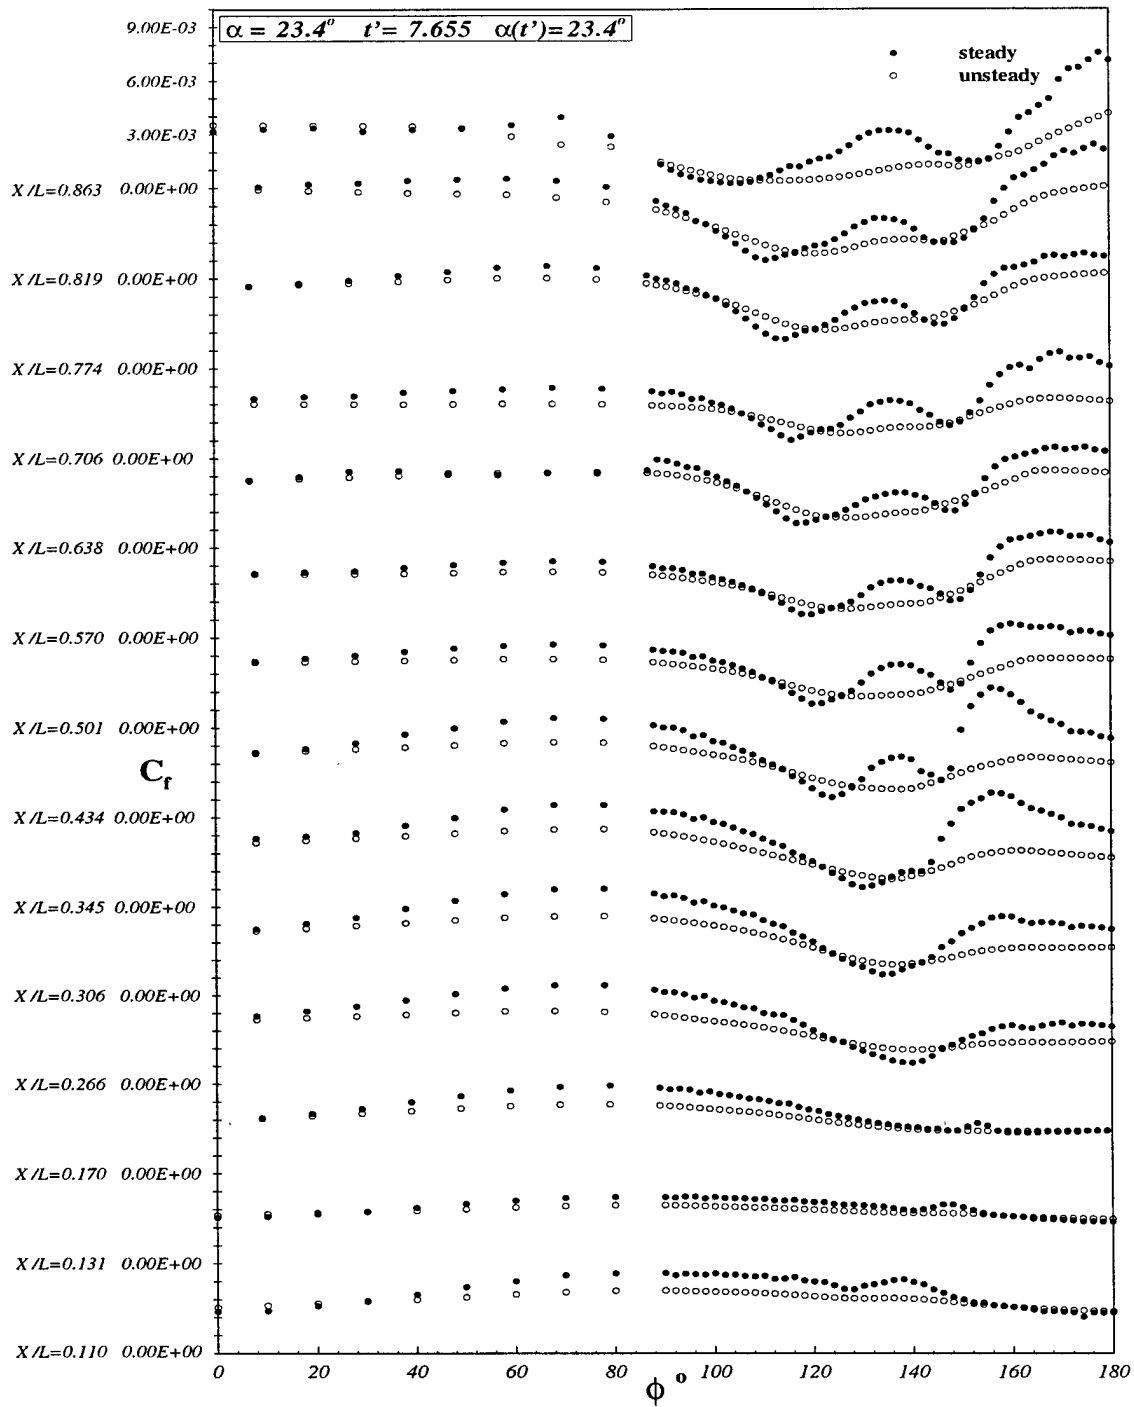 9.00E-03
α = 23.4° t'= 7.655 α(t')=23.4°
steady
6.00E-03
unsteady
3.00E-03
X/L=0.863 0.00E+00
X/L=0.819 0.00E+00
X/L=0.774 0.00E+00
X/L=0.706 0.00E+00
X/L=0.638 0.00E+00
X/L=0.570 0.00E+00
X/L=0.501 0.00E+00
Cf
X/L=0.434 0.00E+00
X/L=0.345 0.00E+00
X/L=0.306 0.00E+00
X/L=0.266 0.00E+00
X/L=0.170 0.00E+00
X/L=0.131 0.00E+00
X/L=0.110 0.00E+00
0 20 40 60 80 100 120 140 160 180
ϕ °